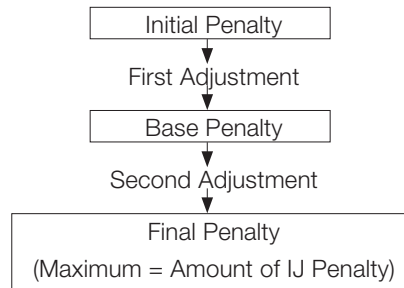 Initial Penalty
First Adjustment
Base Penalty
Second Adjustment
Final Penalty
(Maximum = Amount of IJ Penalty)